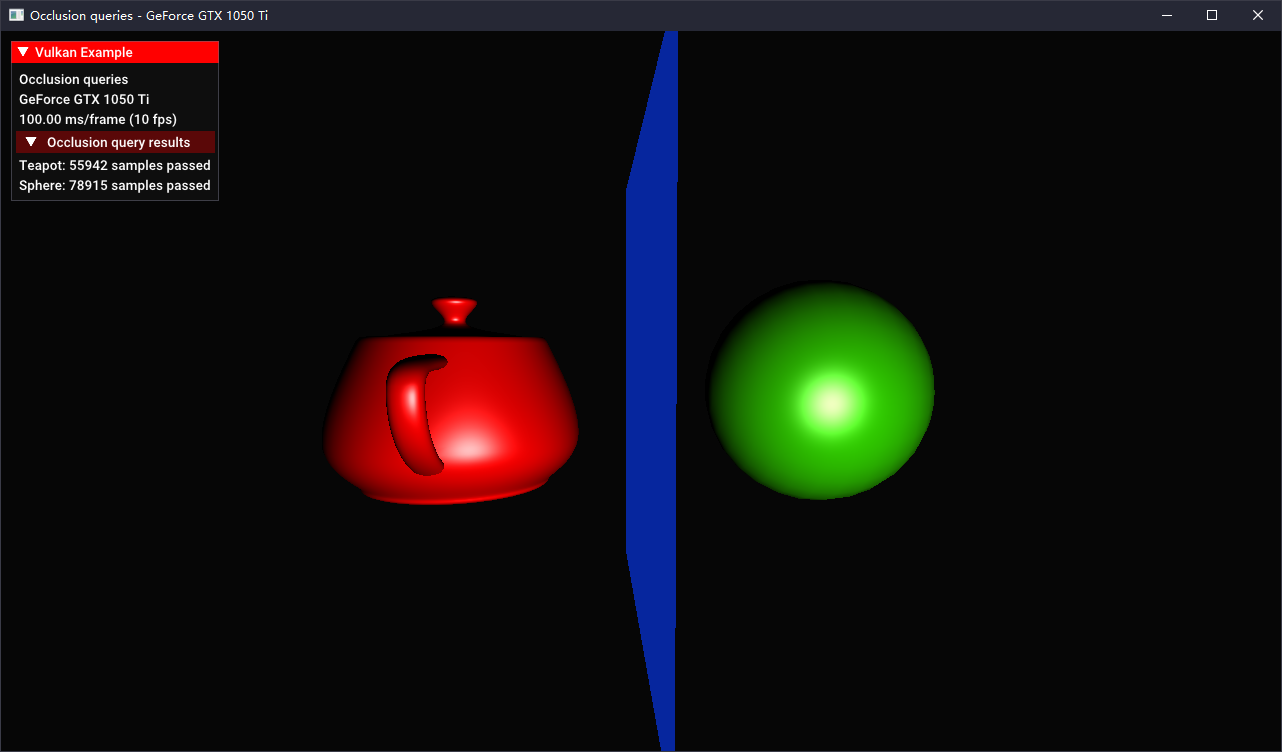 Occlusion queries - GeForce GTX 1050 Ti
Vulkan Example
Occlusion queries
GeForce GTX 1050 Ti
100.00 ms/frame (10 fps)
Occlusion query results
Teapot: 55942 samples passed
Sphere: 78915 samples passed